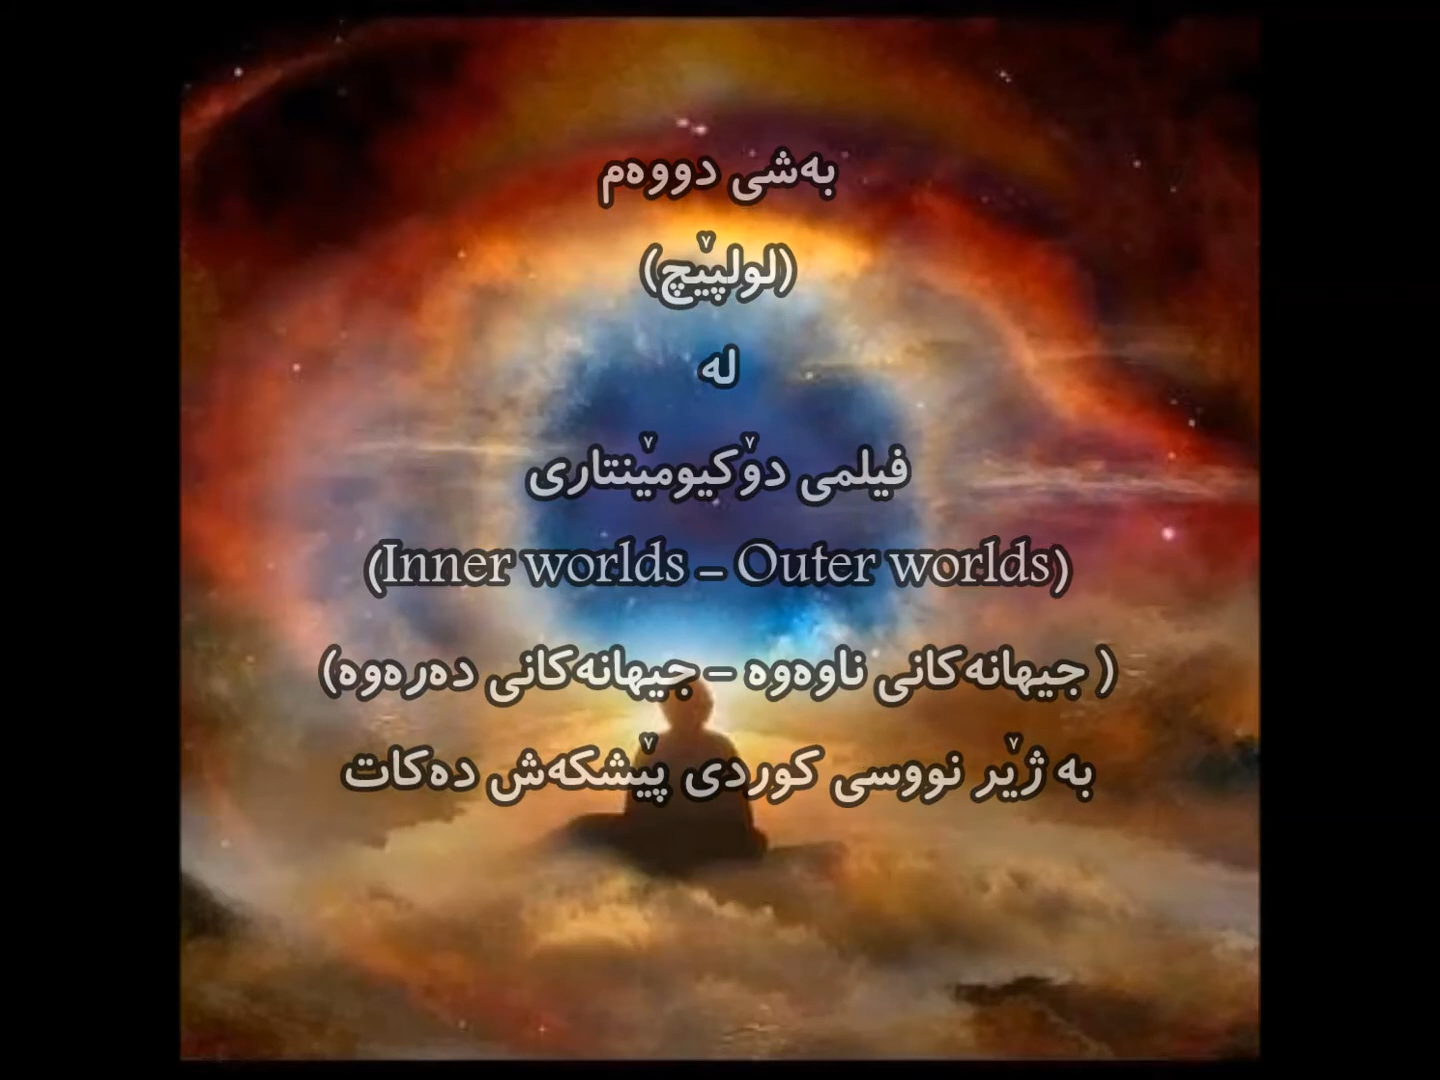 بەشی دووەم
(لولپێچ)
لە
فیلمی دۆکیومێنتاری
(Inner worlds – Outer worlds)
( جیهانەکانی ناوەوە – جیهانەکانی دەرەوە)
بە ژێر نووسی کوردی پێشکەش دەکات